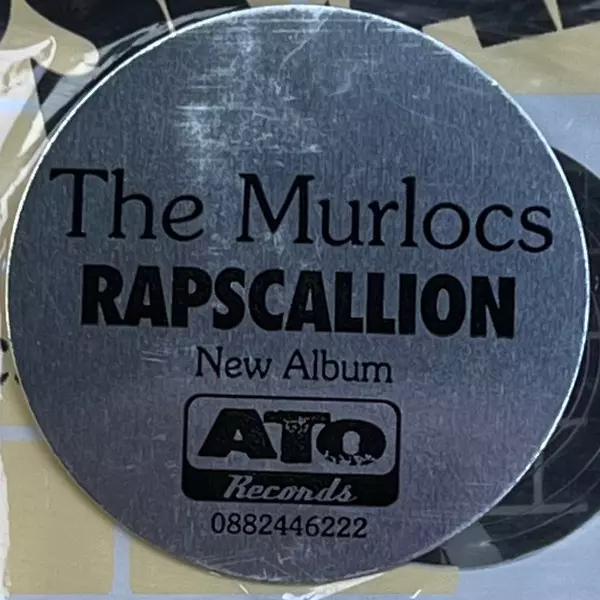 The Murlocs
RAPSCALLION
New Album
ATO
Records
0882446222